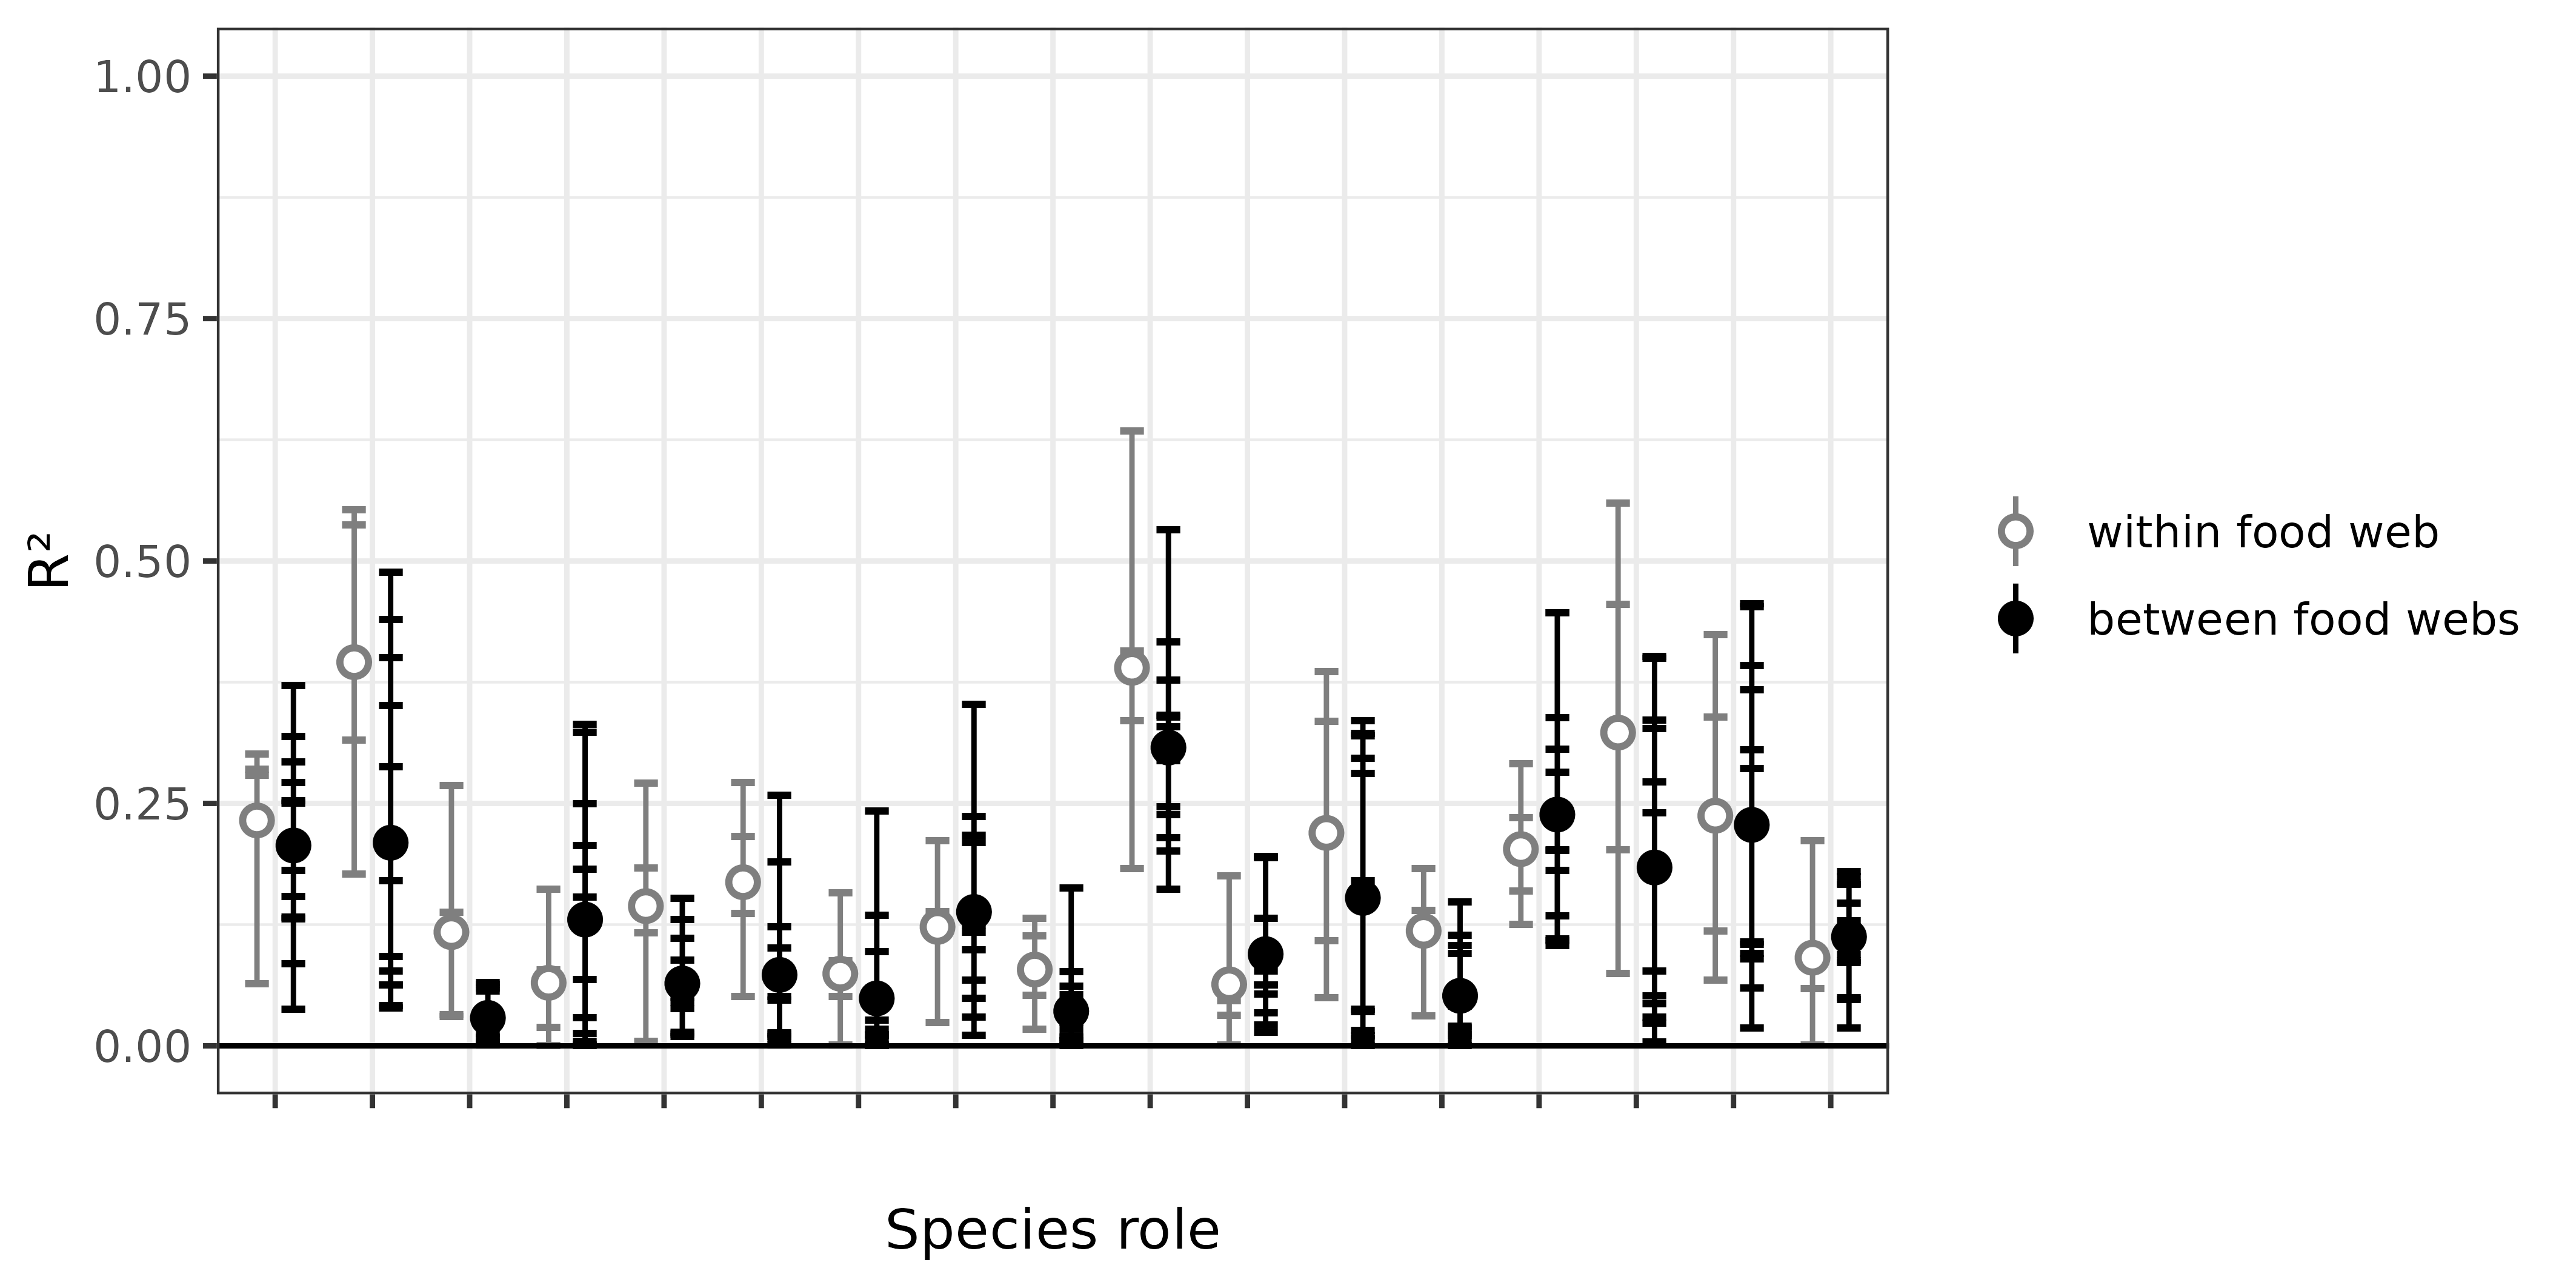 1.00
0.75
0.50
0.25
0.00
R²
Species role
within food web
between food webs